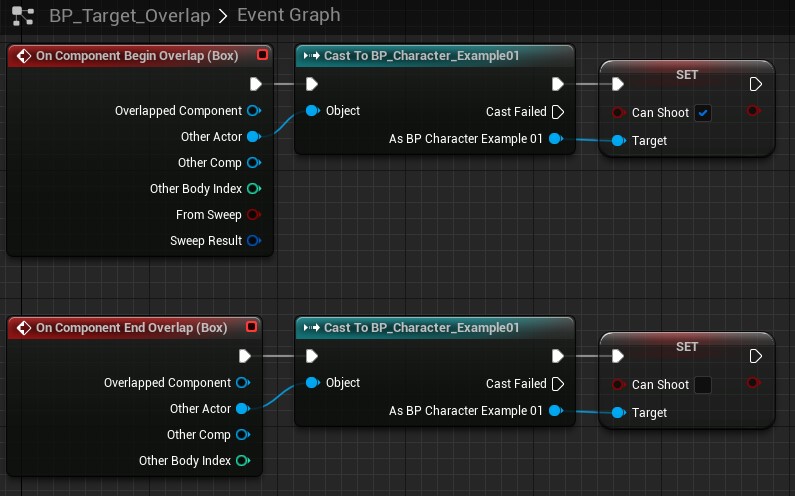 BP_Target_Overlap > Event Graph
On Component Begin Overlap (Box)
Overlapped Component
Other Actor
Other Comp
Other Body Index
From Sweep
Sweep Result
Cast To BP_Character_Example01
Object
Cast Failed
As BP Character Example 01
SET
Can Shoot
Target
On Component End Overlap (Box)
Overlapped Component
Other Actor
Other Comp
Other Body Index
Cast To BP_Character_Example01
Object
Cast Failed
As BP Character Example 01
SET
Can Shoot
Target